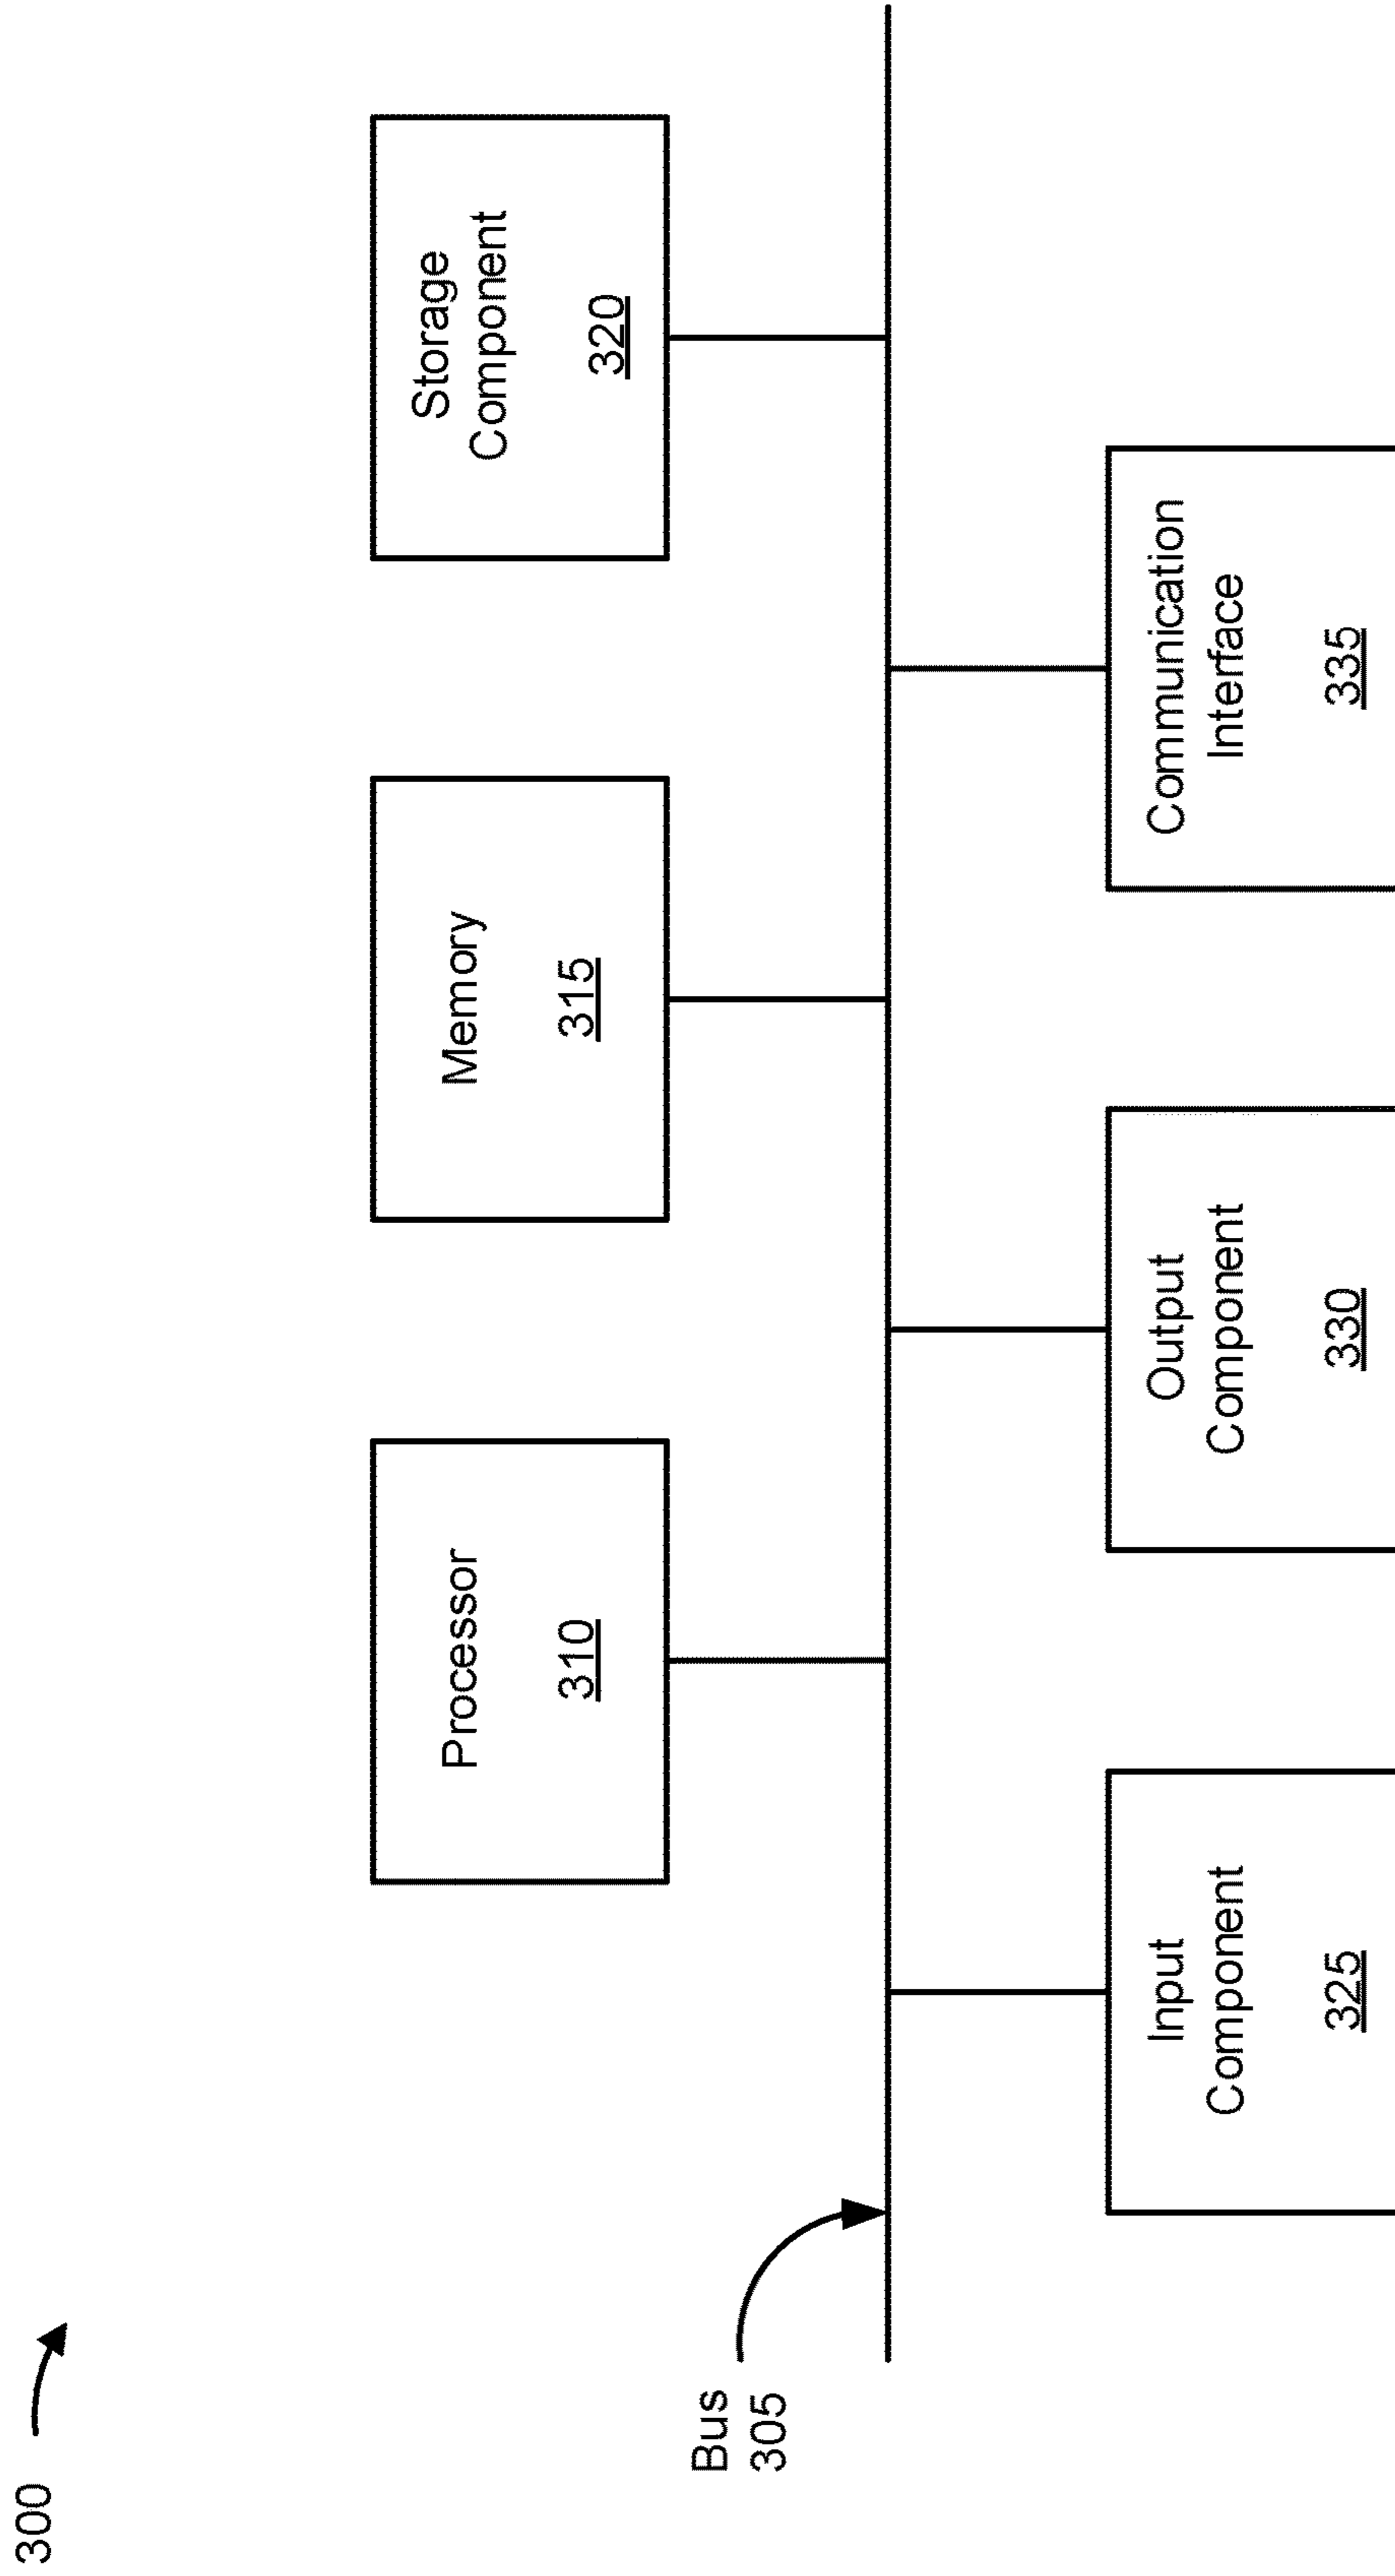 300
Processor
310
Memory
315
Storage
Component
320
Bus
305
Input
Component
325
Output
Component
330
Communication
Interface
335